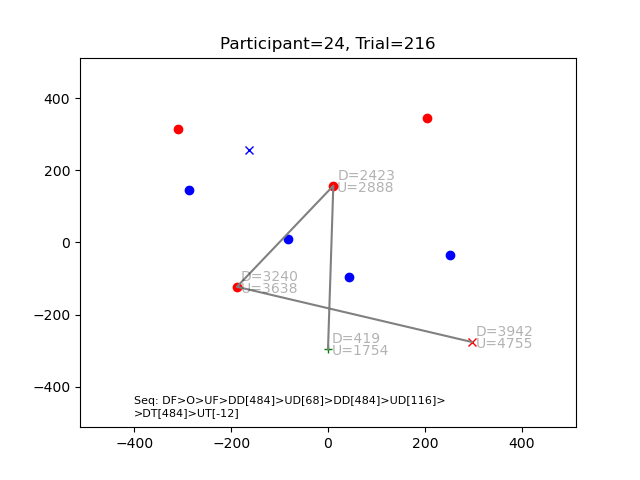 Participant=24, Trial=216
400
200
0
−200
−400
D=2423
U=2888
D=3240
U=3638
D=419
U=1754
D=3942
U=4755
Seq: DF>O>UF>DD[484]>UD[68]>DD[484]>UD[116]>
>DT[484]>UT[-12]
−400 −200 0 200 400